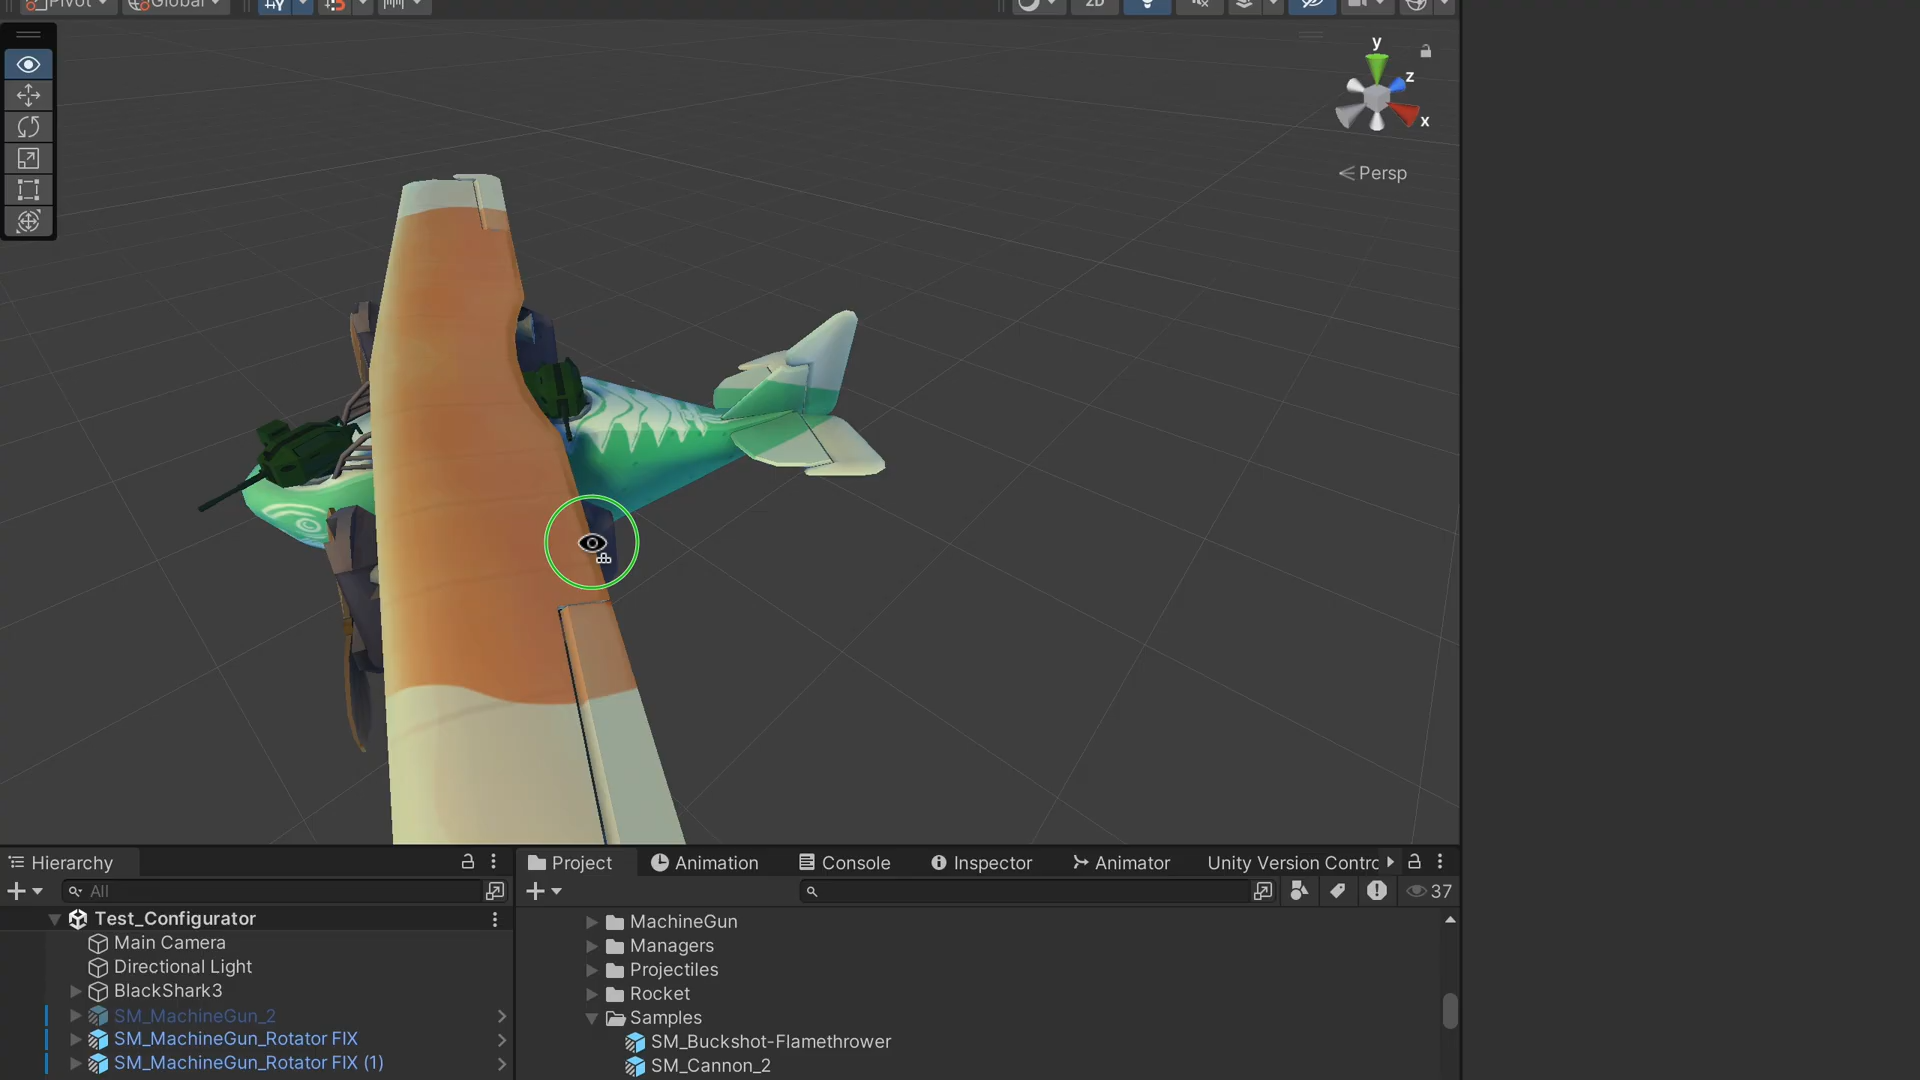 Pivot Global 2D
y
z
x
Persp
Hierarchy
All
Test_Configurator
Main Camera
Directional Light
BlackShark3
SM_MachineGun_2
SM_MachineGun_Rotator FIX
SM_MachineGun_Rotator FIX (1)
Project Animation Console Inspector Animator Unity Version Contrc
37
MachineGun
Managers
Projectiles
Rocket
Samples
SM_Buckshot-Flamethrower
SM_Cannon_2